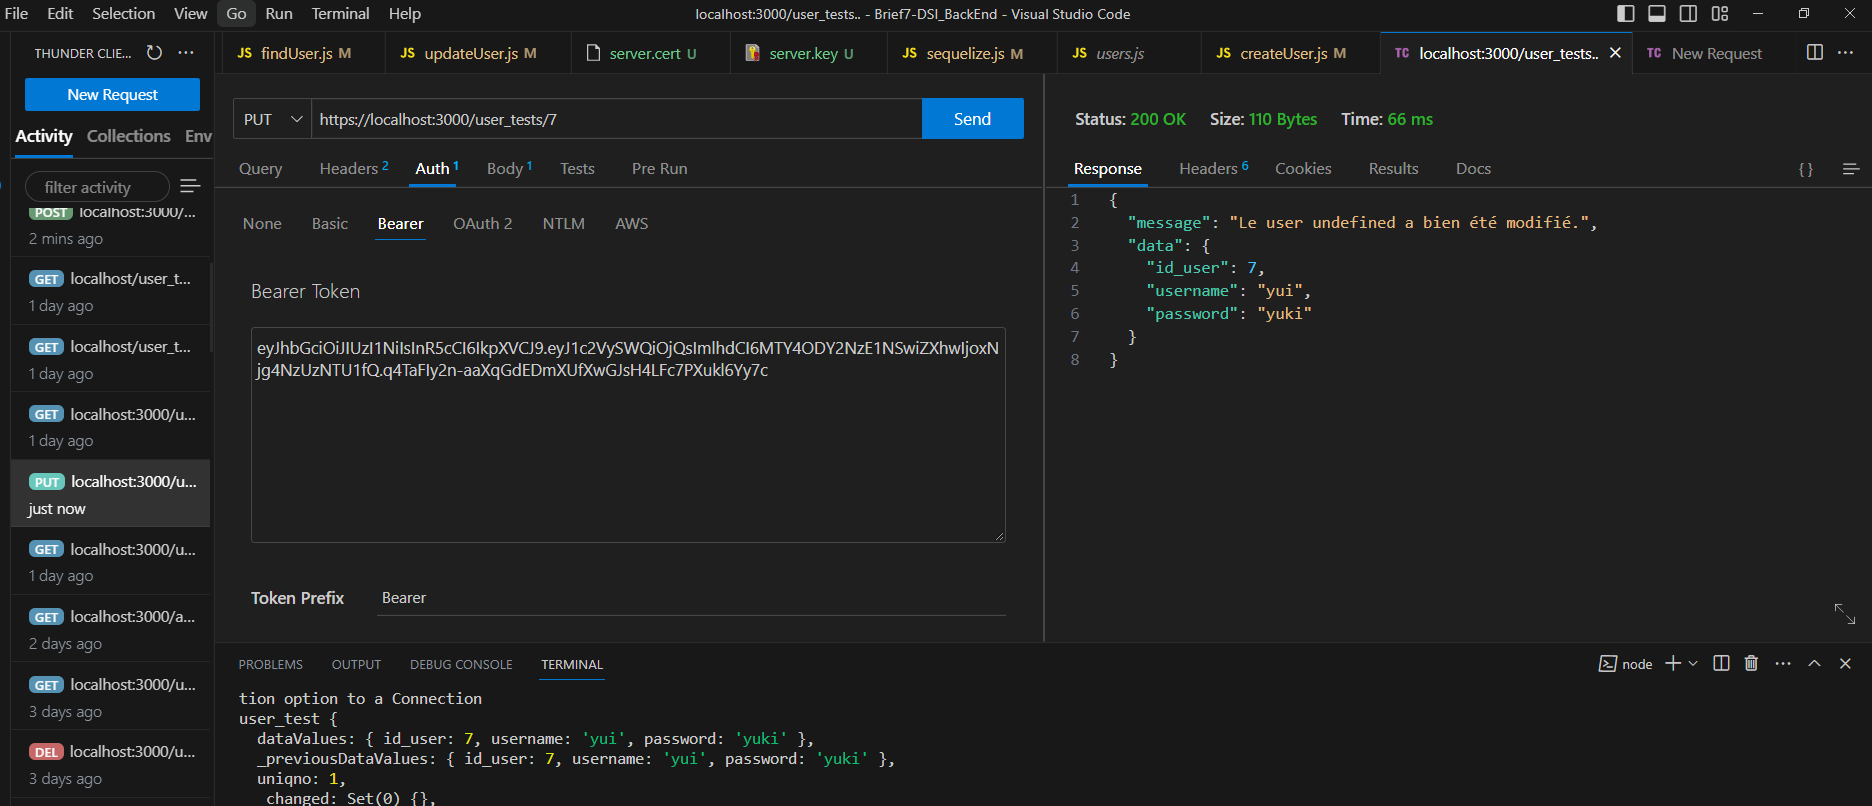 File Edit Selection View Go Run Terminal Help
localhost:3000/user_tests.. - Brief7-DSI_BackEnd - Visual Studio Code
THUNDER CLIE...
JS findUser.js M
JS updateUser.js M
server.cert U
server.key U
JS sequelize.js M
JS users.js
JS createUser.js M
TC localhost:3000/user_tests..
TC New Request
New Request
Activity Collections Env
filter activity
POST localhost:3000/...
2 mins ago
GET localhost/user_t...
1 day ago
GET localhost/user_t...
1 day ago
GET localhost:3000/u...
1 day ago
PUT localhost:3000/u...
just now
GET localhost:3000/u...
1 day ago
GET localhost:3000/a...
2 days ago
GET localhost:3000/u...
3 days ago
DEL localhost:3000/u...
3 days ago
PUT https://localhost:3000/user_tests/7 Send
Query Headers 2 Auth 1 Body 1 Tests Pre Run
None Basic Bearer OAuth 2 NTLM AWS
Bearer Token
eyJhbGciOiJIUzI1NiIsInR5cCI6IkpXVCJ9.eyJ1c2VySWQiOjQsImlhdCI6MTY4ODY2NzE1NSwiZXhwIjoxN
jg4NzUzNTU1fQ.q4TaFIy2n-aaXqGdEDmXUfXwGJsH4LFc7PXukl6Yy7c
Token Prefix Bearer
Status: 200 OK Size: 110 Bytes Time: 66 ms
Response Headers 6 Cookies Results Docs {}
1 {
2 "message": "Le user undefined a bien été modifié.",
3 "data": {
4 "id_user": 7,
5 "username": "yui",
6 "password": "yuki"
7 }
8 }
PROBLEMS OUTPUT DEBUG CONSOLE TERMINAL
node
tion option to a Connection
user_test {
dataValues: { id_user: 7, username: 'yui', password: 'yuki' },
_previousDataValues: { id_user: 7, username: 'yui', password: 'yuki' },
uniqno: 1,
_changed: Set(0) {},